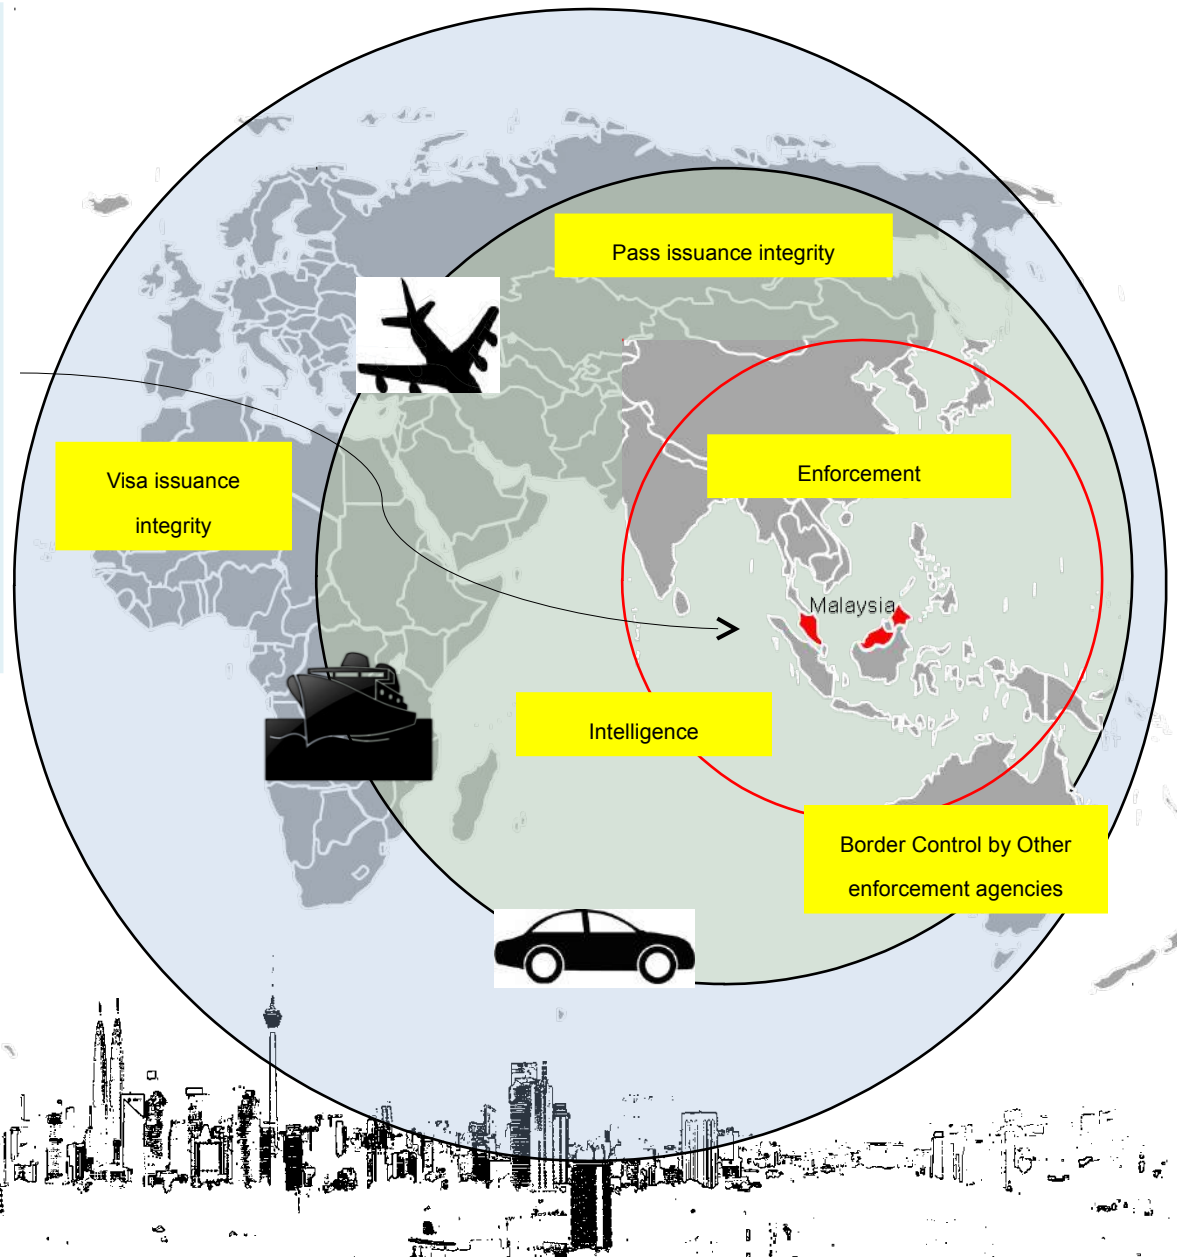 Pass issuance integrity
Enforcement
Visa issuance
integrity
Malaysia
Intelligence
Border Control by Other
enforcement agencies